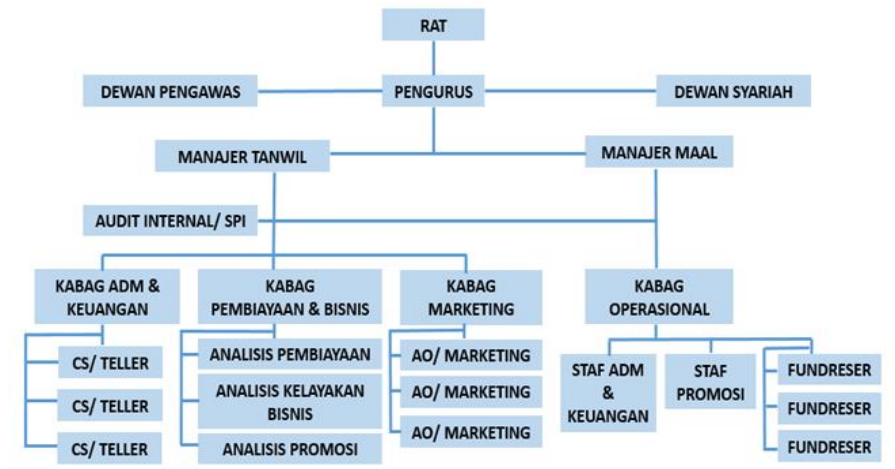 RAT
DEWAN PENGAWAS
PENGURUS
DEWAN SYARIAH
MANAJER TANWIL
MANAJER MAAL
AUDIT INTERNAL/ SPI
KABAG ADM &
KEUANGAN
KABAG
PEMBIAYAAN & BISNIS
KABAG
MARKETING
KABAG
OPERASIONAL
CS/ TELLER
CS/ TELLER
CS/ TELLER
ANALISIS PEMBIAYAAN
ANALISIS KELAYAKAN
BISNIS
ANALISIS PROMOSI
AO/ MARKETING
AO/ MARKETING
AO/ MARKETING
STAF ADM
&
KEUANGAN
STAF
PROMOSI
FUNDRESER
FUNDRESER
FUNDRESER